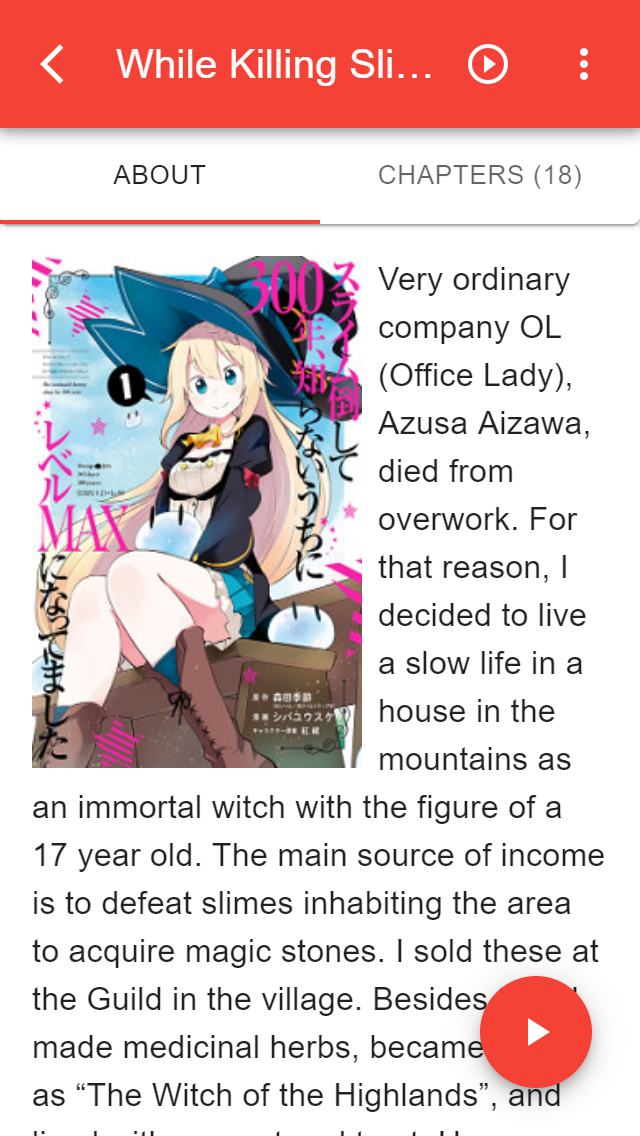 While Killing Sli...
ABOUT
CHAPTERS (18)
スライム倒して
300年、知らないうちに
レベル
MAX
になってました
1
原作 森田季節
漫画 シバユウスケ
キャラクター原案 紅緒
Very ordinary
company OL
(Office Lady),
Azusa Aizawa,
died from
overwork. For
that reason, I
decided to live
a slow life in a
house in the
mountains as
an immortal witch with the figure of a
17 year old. The main source of income
is to defeat slimes inhabiting the area
to acquire magic stones. I sold these at
the Guild in the village. Besides
made medicinal herbs, became
as “The Witch of the Highlands”, and